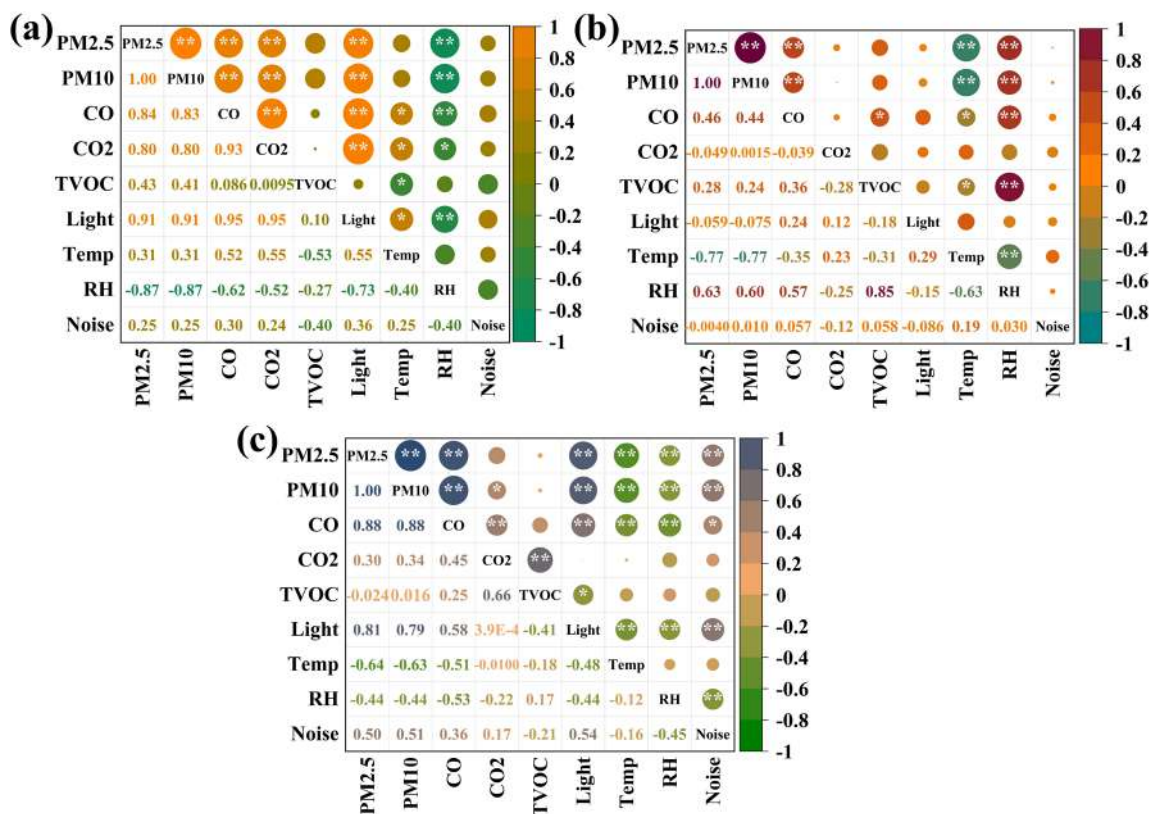 (a)
PM2.5 PM2.5 ** ** ** ** ** 1
PM10 1.00 PM10 ** ** ** ** 0.8
CO 0.84 0.83 CO ** ** * ** 0.6
CO2 0.80 0.80 0.93 CO2 ** * * 0.4
TVOC 0.43 0.41 0.086 0.0095 TVOC * 0.2
0
Light 0.91 0.91 0.95 0.95 0.10 Light * ** -0.2
Temp 0.31 0.31 0.52 0.55 -0.53 0.55 Temp -0.4
RH -0.87 -0.87 -0.62 -0.52 -0.27 -0.73 -0.40 RH -0.6
-0.8
Noise 0.25 0.25 0.30 0.24 -0.40 0.36 0.25 -0.40 Noise -1
PM2.5 PM10 CO CO2 TVOC Light Temp RH Noise
(b)
PM2.5 PM2.5 ** ** ** ** 1
PM10 1.00 PM10 ** ** ** 0.8
CO 0.46 0.44 CO * * ** 0.6
CO2 -0.049 0.0015 -0.039 CO2 0.4
0.2
TVOC 0.28 0.24 0.36 -0.28 TVOC * ** 0
Light -0.059 -0.075 0.24 0.12 -0.18 Light -0.2
Temp -0.77 -0.77 -0.35 0.23 -0.31 0.29 Temp ** -0.4
RH 0.63 0.60 0.57 -0.25 0.85 -0.15 -0.63 RH -0.6
-0.8
Noise -0.0040 0.010 0.057 -0.12 0.058 -0.086 0.19 0.030 Noise -1
PM2.5 PM10 CO CO2 TVOC Light Temp RH Noise
(c)
PM2.5 PM2.5 ** ** ** ** ** ** 1
PM10 1.00 PM10 ** * ** ** ** ** 0.8
CO 0.88 0.88 CO ** ** ** ** * 0.6
CO2 0.30 0.34 0.45 CO2 ** 0.4
0.2
TVOC -0.024 0.016 0.25 0.66 TVOC * 0
Light 0.81 0.79 0.58 3.9E-4 -0.41 Light ** ** ** -0.2
Temp -0.64 -0.63 -0.51 -0.0100 -0.18 -0.48 Temp -0.4
RH -0.44 -0.44 -0.53 -0.22 0.17 -0.44 -0.12 RH ** -0.6
-0.8
Noise 0.50 0.51 0.36 0.17 -0.21 0.54 -0.16 -0.45 Noise -1
PM2.5 PM10 CO CO2 TVOC Light Temp RH Noise